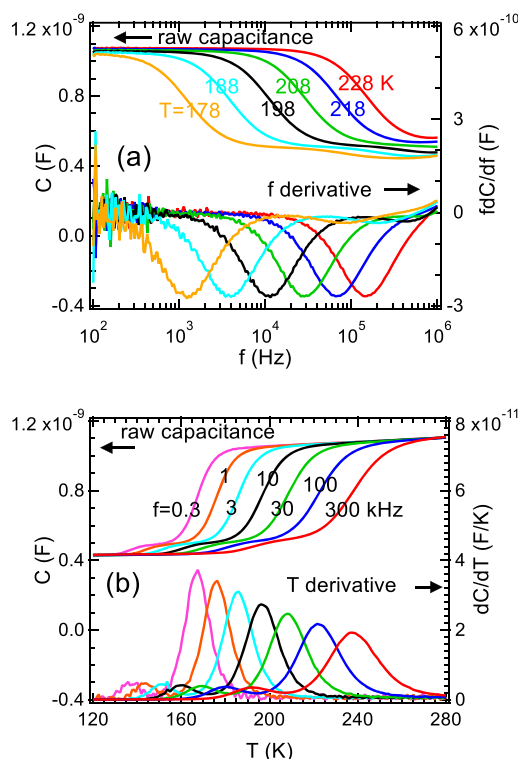 1.2 x10⁻⁹
6 x10⁻¹⁰
raw capacitance
0.8
3
188
208
228 K
T=178
198
218
C (F)
fdC/df (F)
0.4
(a)
f derivative
0
0.0
-0.4
-3
10² 10³ 10⁴ 10⁵ 10⁶
f (Hz)
1.2 x10⁻⁹
8 x10⁻¹¹
raw capacitance
1 10 100
0.8
6
f=0.3 3 30 300 kHz
C (F)
dC/dT (F/K)
0.4
4
(b)
T derivative
0.0
2
-0.4
0
120 160 200 240 280
T (K)